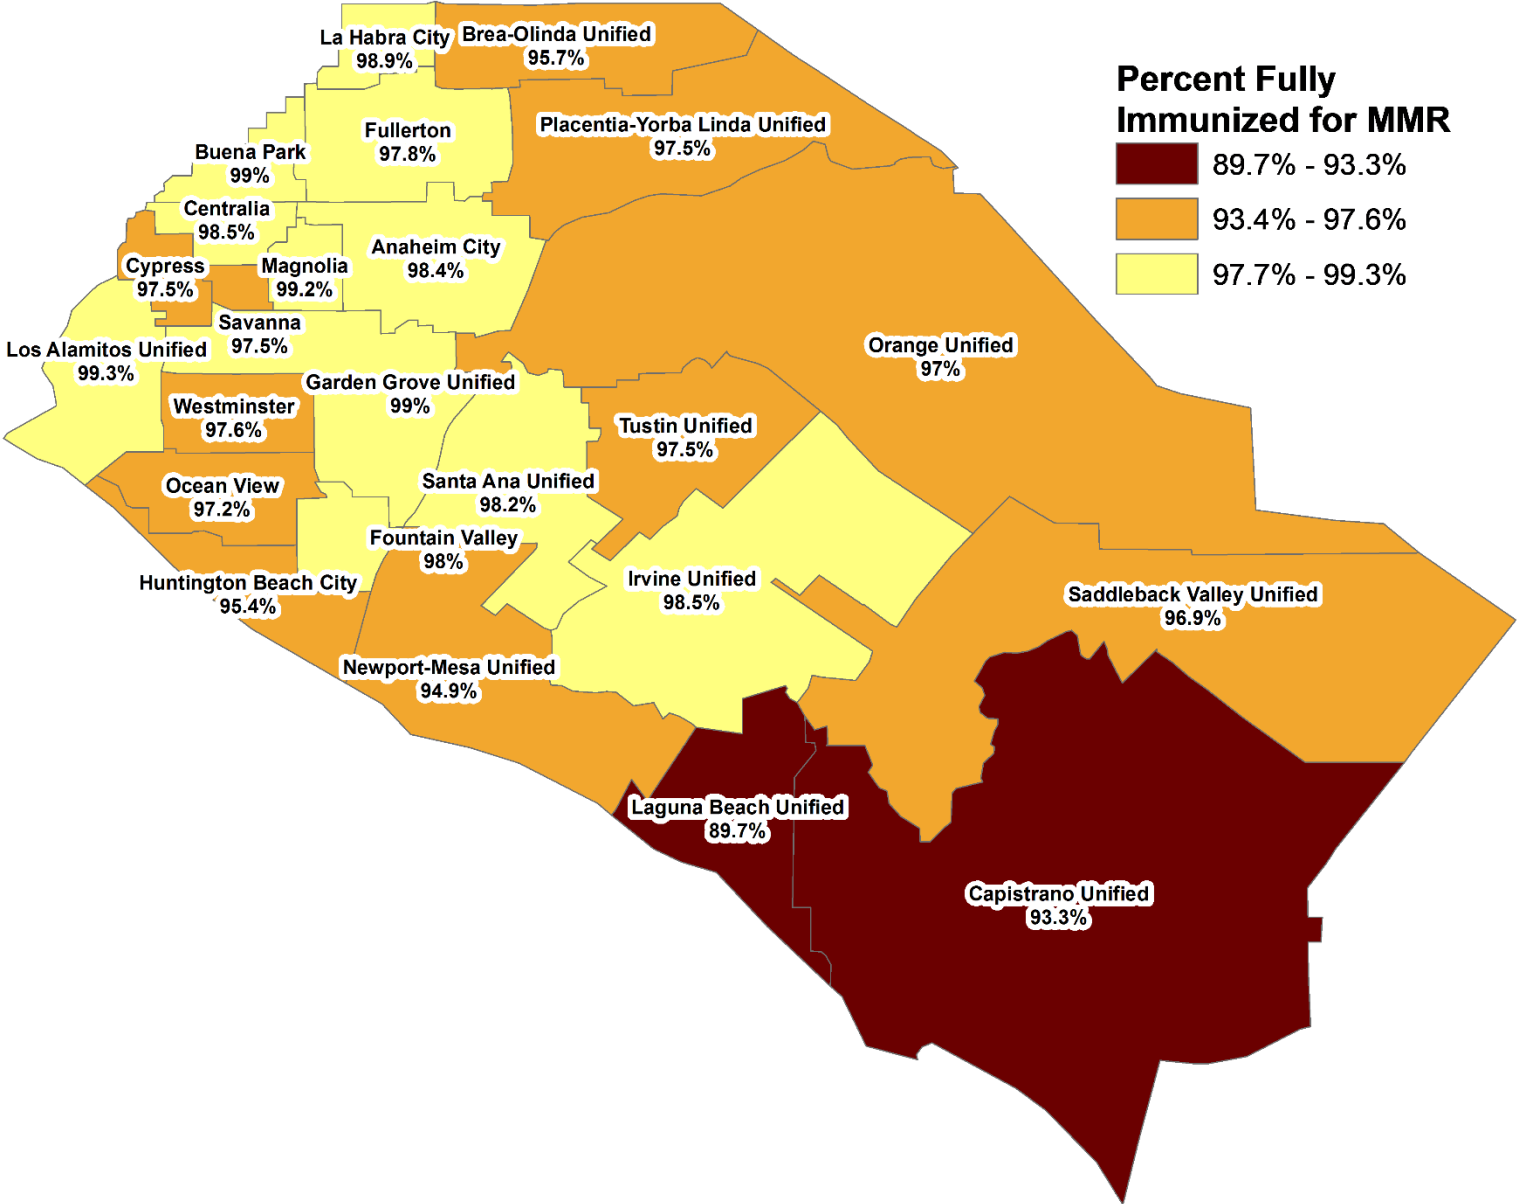 La Habra City
98.9%
Brea-Olinda Unified
95.7%
Percent Fully
Immunized for MMR
89.7% - 93.3%
93.4% - 97.6%
97.7% - 99.3%
Fullerton
97.8%
Placentia-Yorba Linda Unified
97.5%
Buena Park
99%
Centralia
98.5%
Anaheim City
98.4%
Cypress
97.5%
Magnolia
99.2%
Savanna
97.5%
Los Alamitos Unified
99.3%
Orange Unified
97%
Garden Grove Unified
99%
Westminster
97.6%
Tustin Unified
97.5%
Ocean View
97.2%
Santa Ana Unified
98.2%
Fountain Valley
98%
Huntington Beach City
95.4%
Irvine Unified
98.5%
Saddleback Valley Unified
96.9%
Newport-Mesa Unified
94.9%
Laguna Beach Unified
89.7%
Capistrano Unified
93.3%